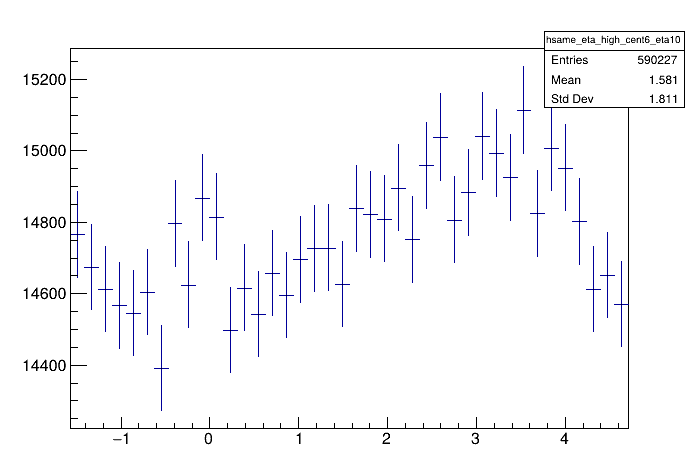 hsame_eta_high_cent6_eta10
Entries 590227
Mean 1.581
Std Dev 1.811
15200
15000
14800
14600
14400
−1 0 1 2 3 4